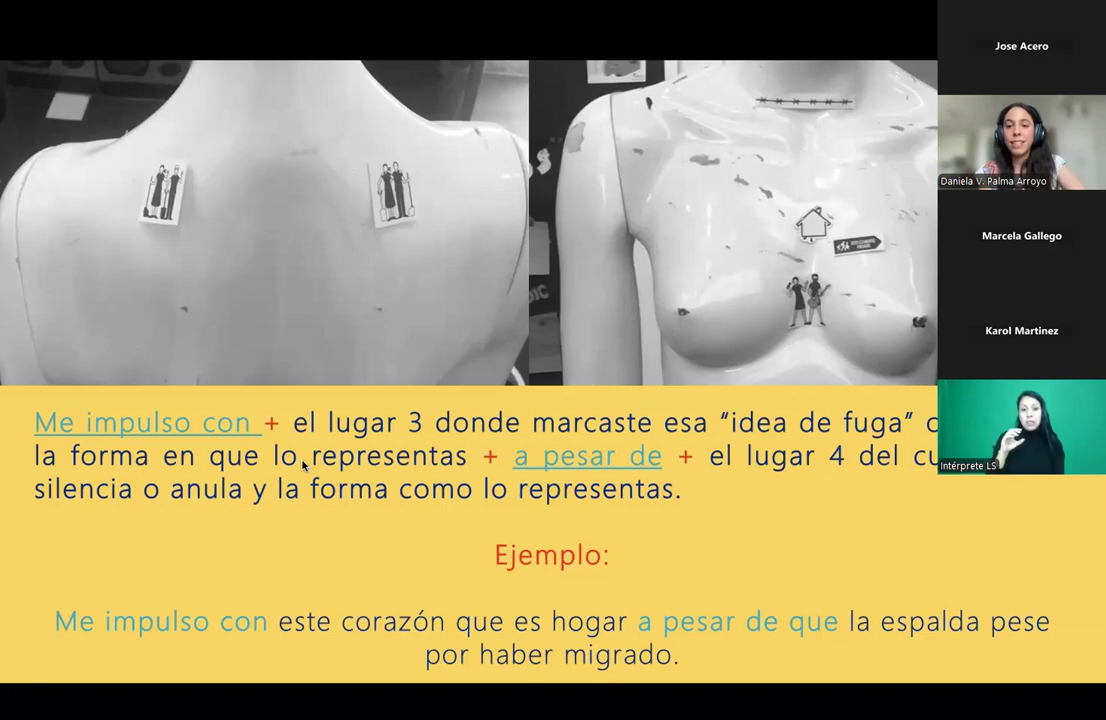 Jose Acero
Daniela V. Palma Arroyo
Marcela Gallego
Karol Martinez
Intérprete LS
Me impulso con + el lugar 3 donde marcaste esa “idea de fuga”
la forma en que lo representas + a pesar de + el lugar 4 del
silencia o anula y la forma como lo representas.
Ejemplo:
Me impulso con este corazón que es hogar a pesar de que la espalda pese
por haber migrado.